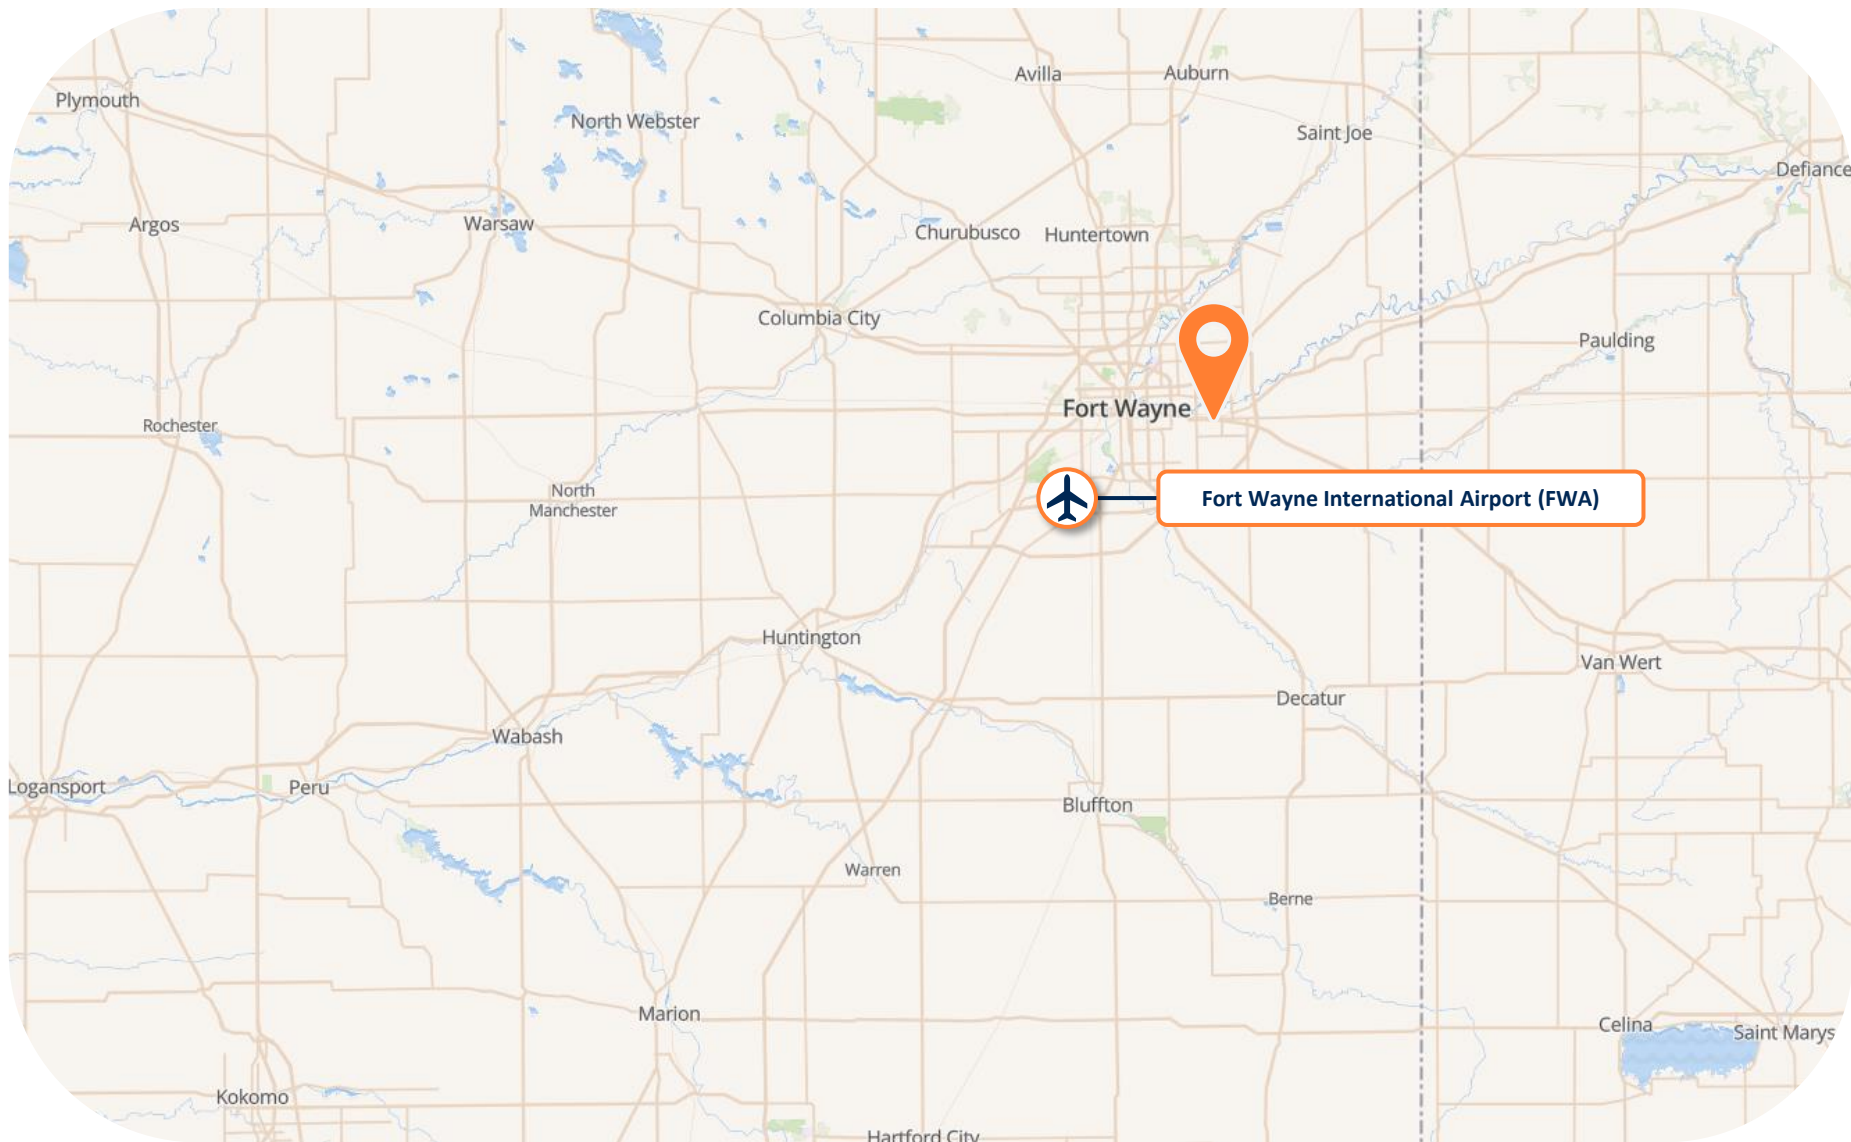 Avilla
Auburn
Plymouth
North Webster
Saint Joe
Defiance
Argos
Warsaw
Churubusco
Huntertown
Columbia City
Paulding
Fort Wayne
Rochester
North
Manchester
Fort Wayne International Airport (FWA)
Huntington
Van Wert
Decatur
Wabash
Logansport
Peru
Bluffton
Warren
Berne
Marion
Celina
Saint Marys
Kokomo
Hartford City